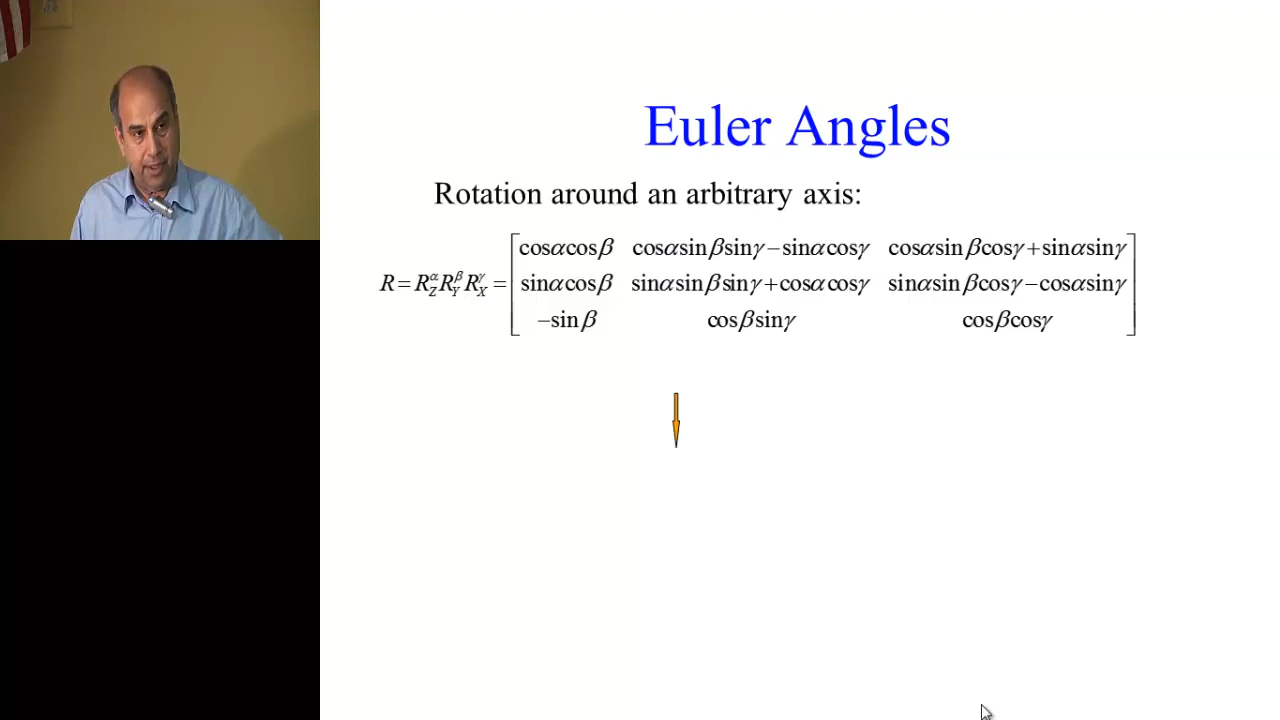 Euler Angles
Rotation around an arbitrary axis:
R = R_Z^α R_Y^β R_X^γ = [ cosαcosβ   cosαsinβsinγ − sinαcosγ   cosαsinβcosγ + sinαsinγ
sinαcosβ   sinαsinβsinγ + cosαcosγ   sinαsinβcosγ − cosαsinγ
−sinβ   cosβsinγ   cosβcosγ ]